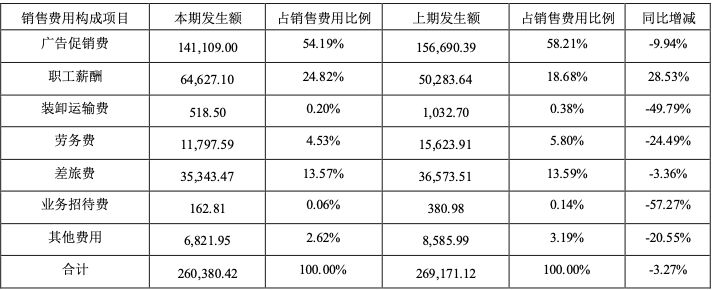 销售费用构成项目 本期发生额 占销售费用比例 上期发生额 占销售费用比例 同比增减
广告促销费 141,109.00 54.19% 156,690.39 58.21% -9.94%
职工薪酬 64,627.10 24.82% 50,283.64 18.68% 28.53%
装卸运输费 518.50 0.20% 1,032.70 0.38% -49.79%
劳务费 11,797.59 4.53% 15,623.91 5.80% -24.49%
差旅费 35,343.47 13.57% 36,573.51 13.59% -3.36%
业务招待费 162.81 0.06% 380.98 0.14% -57.27%
其他费用 6,821.95 2.62% 8,585.99 3.19% -20.55%
合计 260,380.42 100.00% 269,171.12 100.00% -3.27%